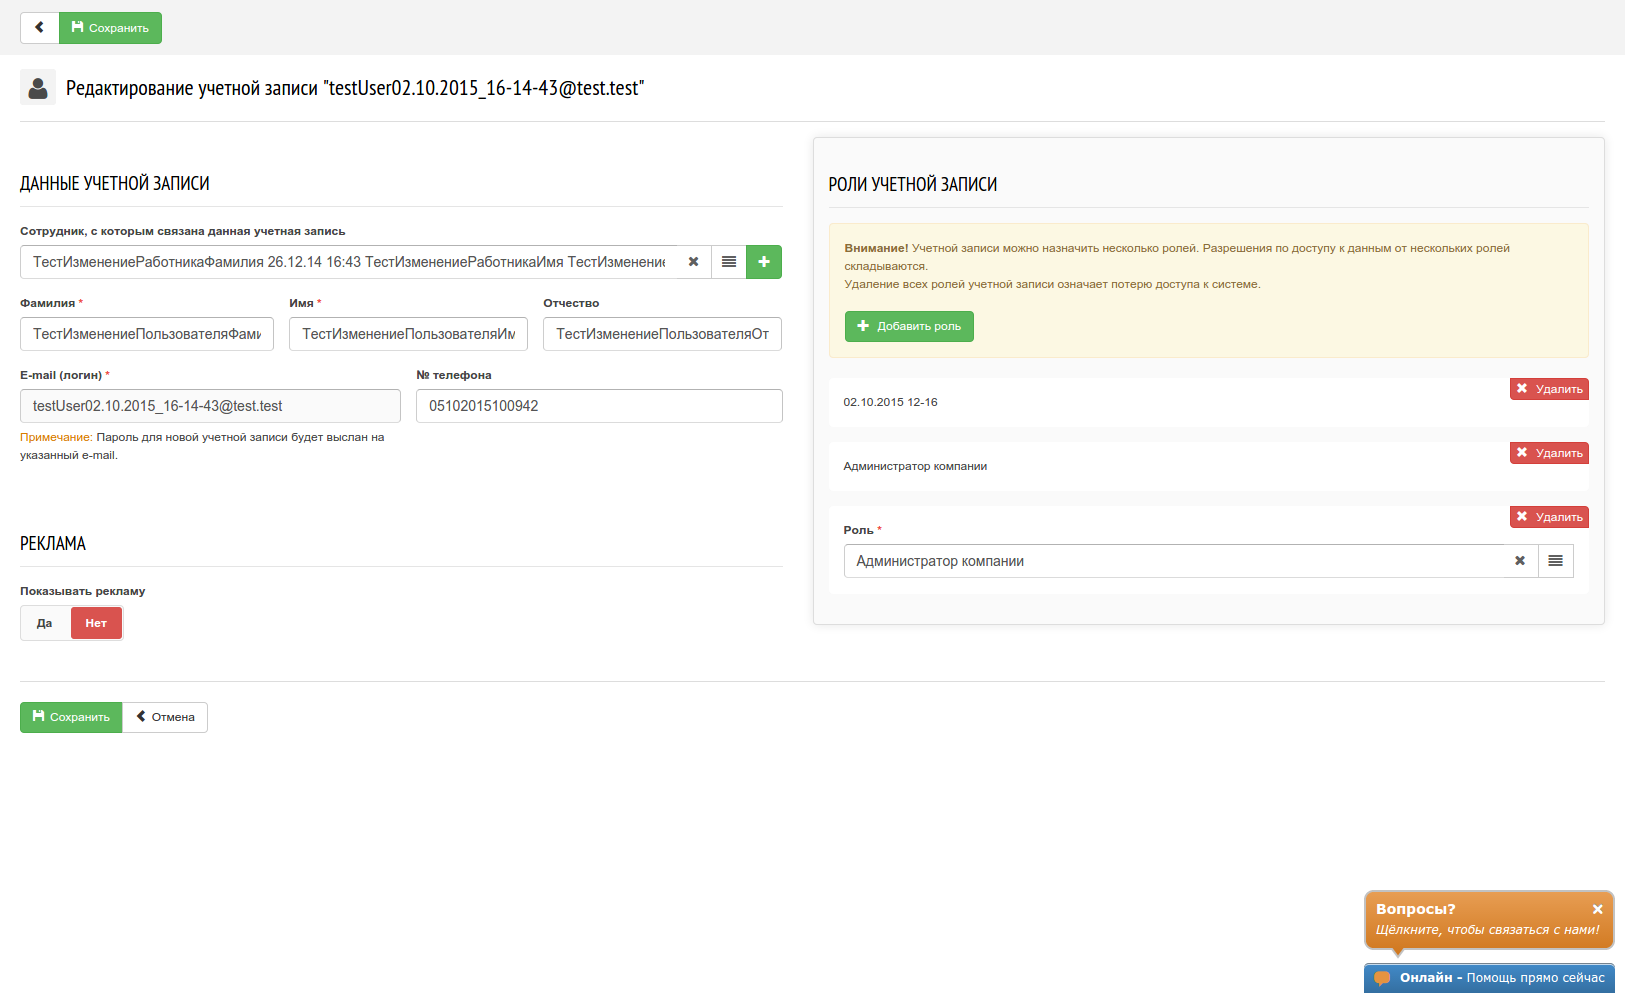 Сохранить
Редактирование учетной записи "testUser02.10.2015_16-14-43@test.test"
ДАННЫЕ УЧЕТНОЙ ЗАПИСИ
Сотрудник, с которым связана данная учетная запись
ТестИзменениеРаботникаФамилия 26.12.14 16:43 ТестИзменениеРаботникаИмя ТестИзменение
Фамилия * Имя * Отчество
ТестИзменениеПользователяФами ТестИзменениеПользователяИм ТестИзменениеПользователяОт
E-mail (логин) * № телефона
testUser02.10.2015_16-14-43@test.test 05102015100942
Примечание: Пароль для новой учетной записи будет выслан на
указанный e-mail.
РЕКЛАМА
Показывать рекламу
Да Нет
Сохранить Отмена
РОЛИ УЧЕТНОЙ ЗАПИСИ
Внимание! Учетной записи можно назначить несколько ролей. Разрешения по доступу к данным от нескольких ролей
складываются.
Удаление всех ролей учетной записи означает потерю доступа к системе.
Добавить роль
Удалить
02.10.2015 12-16
Удалить
Администратор компании
Удалить
Роль *
Администратор компании
Вопросы?
Щёлкните, чтобы связаться с нами!
Онлайн - Помощь прямо сейчас